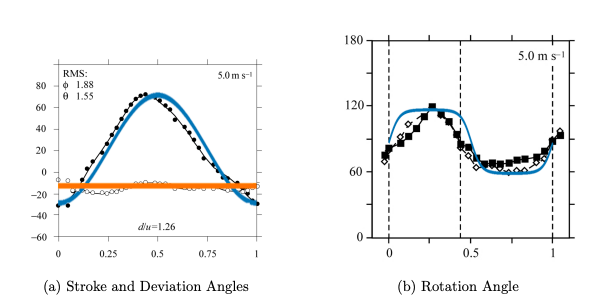 RMS:
ϕ 1.88
θ 1.55
5.0 m s⁻¹
80
60
40
20
0
−20
−40
−60
d/u=1.26
0
0.25
0.5
0.75
1
(a) Stroke and Deviation Angles
180
120
60
0
5.0 m s⁻¹
0
0.5
1
(b) Rotation Angle